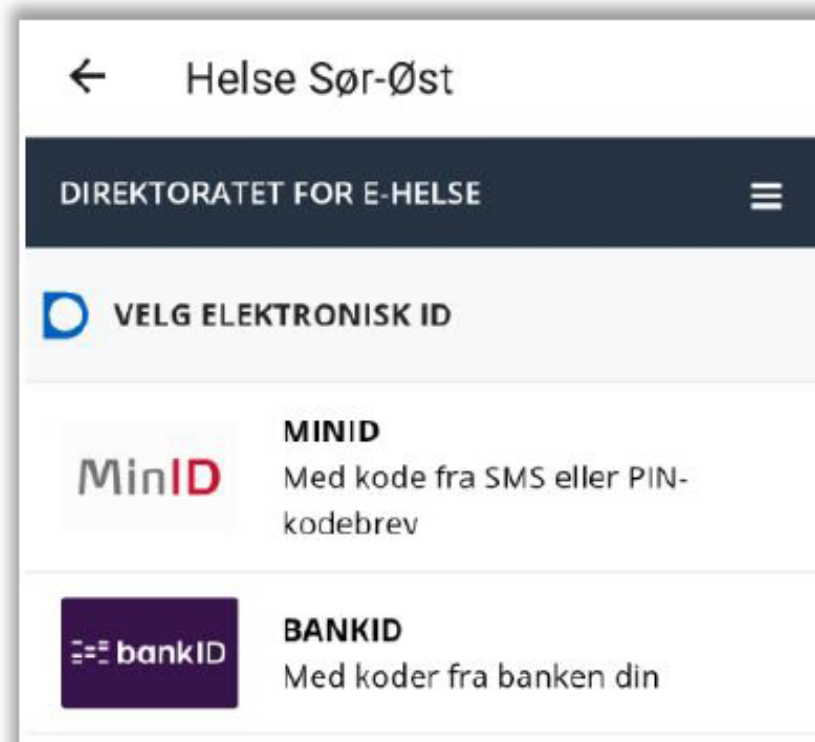 Helse Sør-Øst
DIREKTORATET FOR E-HELSE
VELG ELEKTRONISK ID
MinID
MINID
Med kode fra SMS eller PIN-
kodebrev
bankID
BANKID
Med koder fra banken din